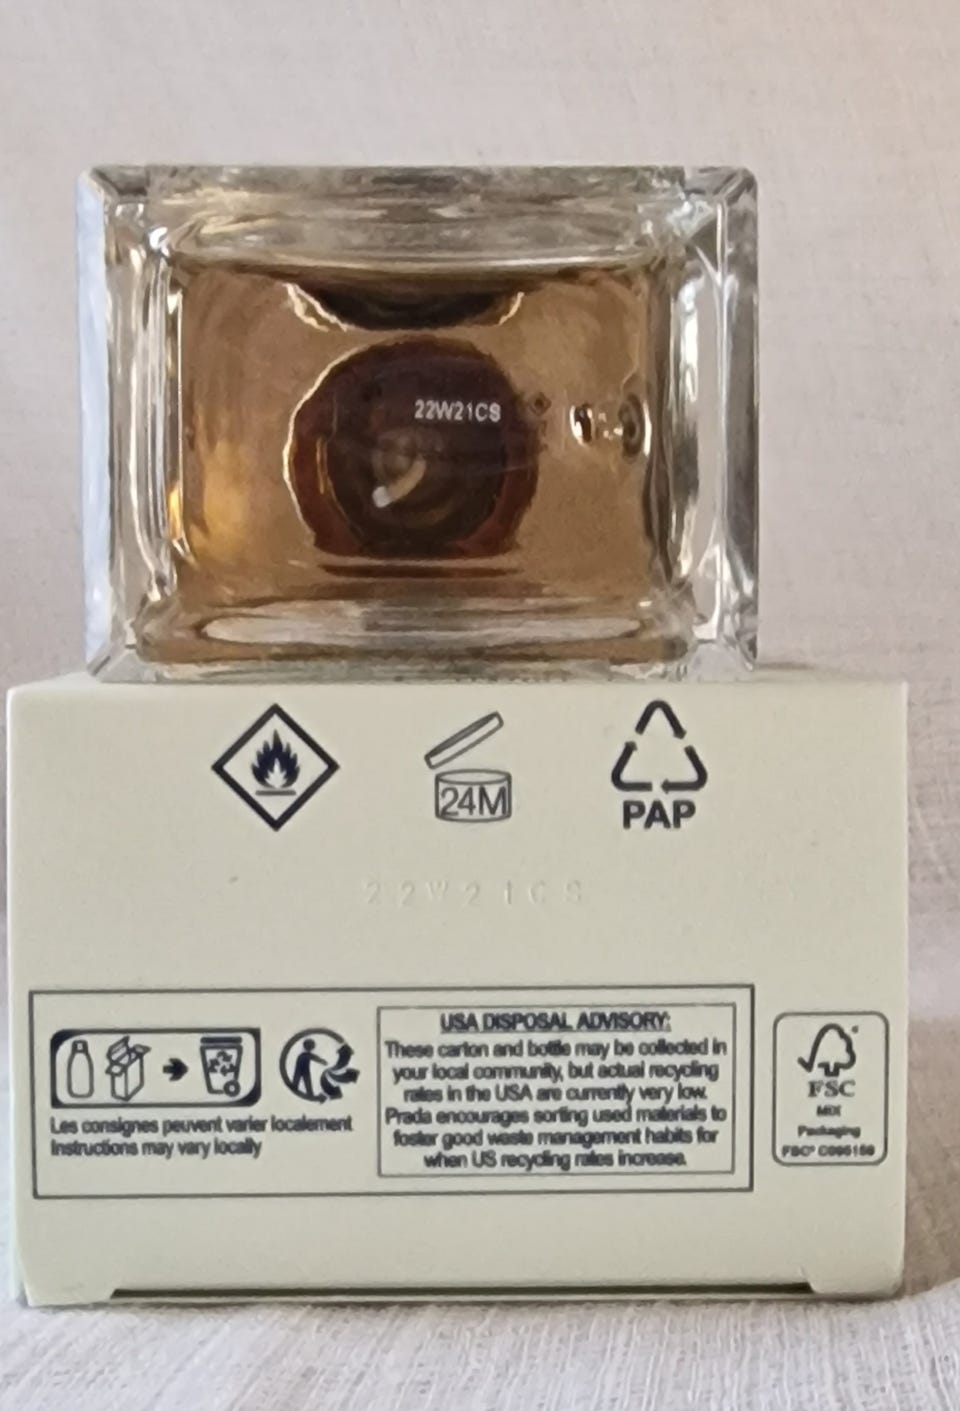 22W21CS
24M
PAP
22W21CS
USA DISPOSAL ADVISORY:
These carton and bottle may be collected in
your local community, but actual recycling
rates in the USA are currently very low.
Prada encourages sorting used materials to
foster good waste management habits for
when US recycling rates increase.
Les consignes peuvent varier localement
Instructions may vary locally
FSC
MIX
Packaging
FSC® C095159